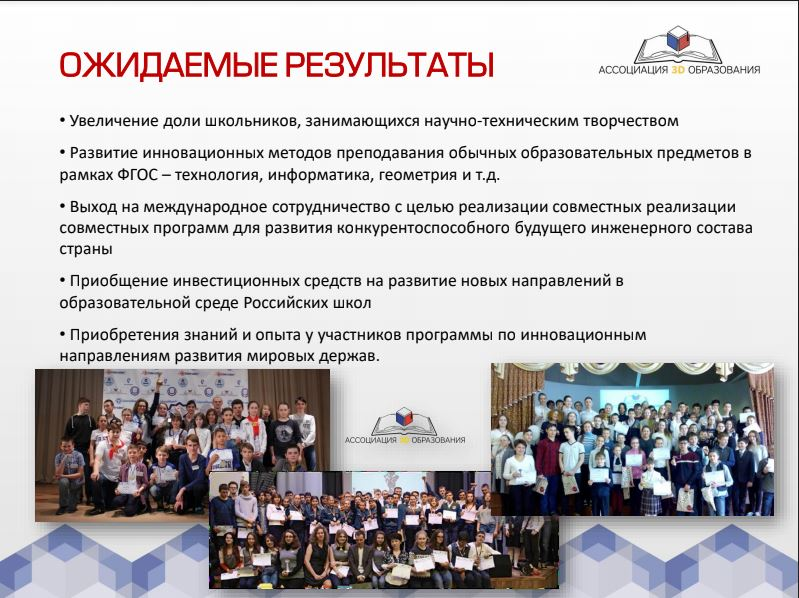 ОЖИДАЕМЫЕ РЕЗУЛЬТАТЫ
АССОЦИАЦИЯ 3D ОБРАЗОВАНИЯ
• Увеличение доли школьников, занимающихся научно-техническим творчеством
• Развитие инновационных методов преподавания обычных образовательных предметов в
рамках ФГОС – технология, информатика, геометрия и т.д.
• Выход на международное сотрудничество с целью реализации совместных реализации
совместных программ для развития конкурентоспособного будущего инженерного состава
страны
• Приобщение инвестиционных средств на развитие новых направлений в
образовательной среде Российских школ
• Приобретения знаний и опыта у участников программы по инновационным
направлениям развития мировых держав.
АССОЦИАЦИЯ 3D ОБРАЗОВАНИЯ